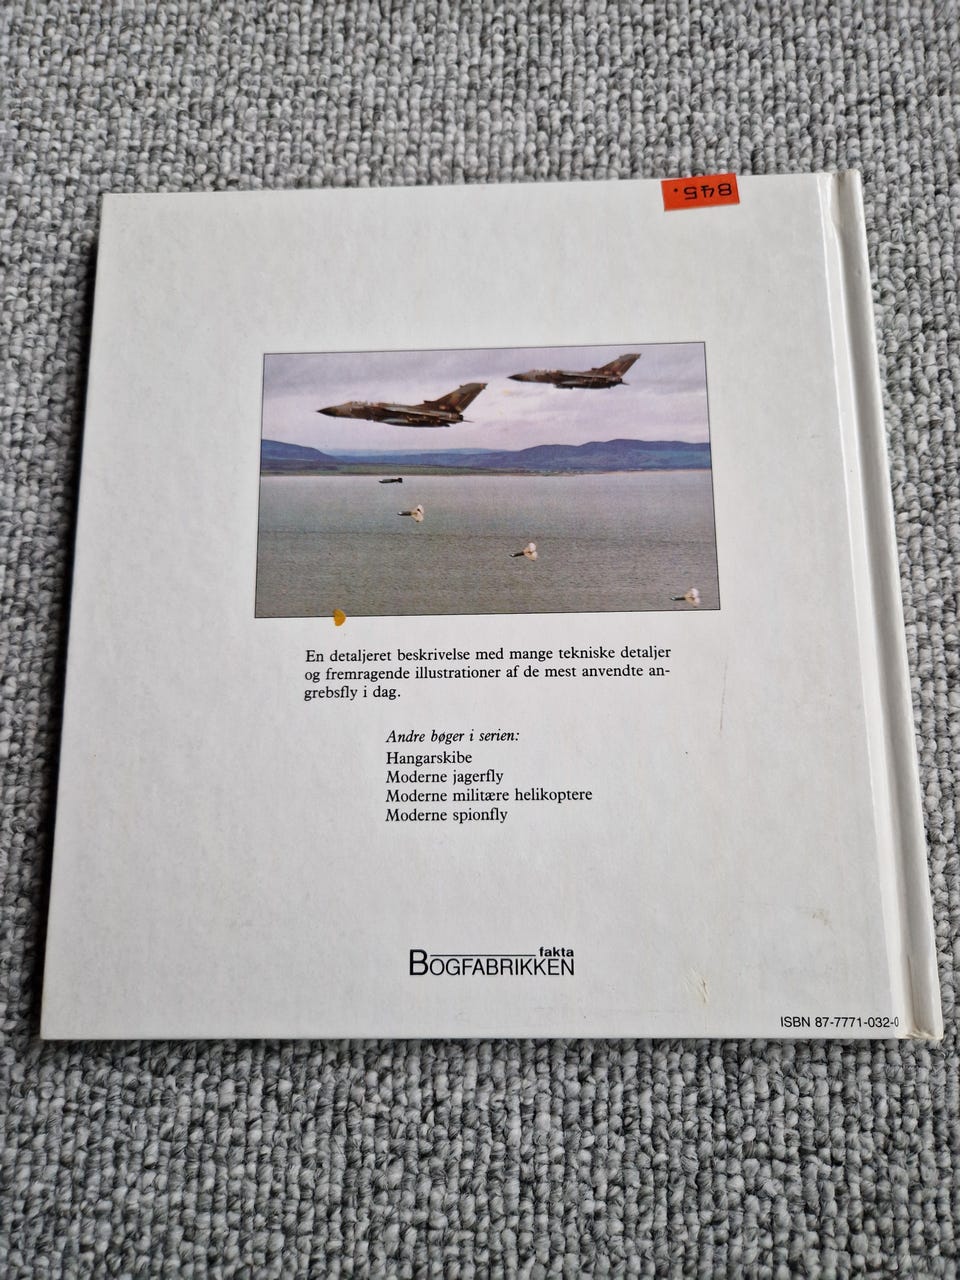 845.
En detaljeret beskrivelse med mange tekniske detaljer
og fremragende illustrationer af de mest anvendte an-
grebsfly i dag.
Andre bøger i serien:
Hangarskibe
Moderne jagerfly
Moderne militære helikoptere
Moderne spionfly
fakta
BOGFABRIKKEN
ISBN 87-7771-032-0